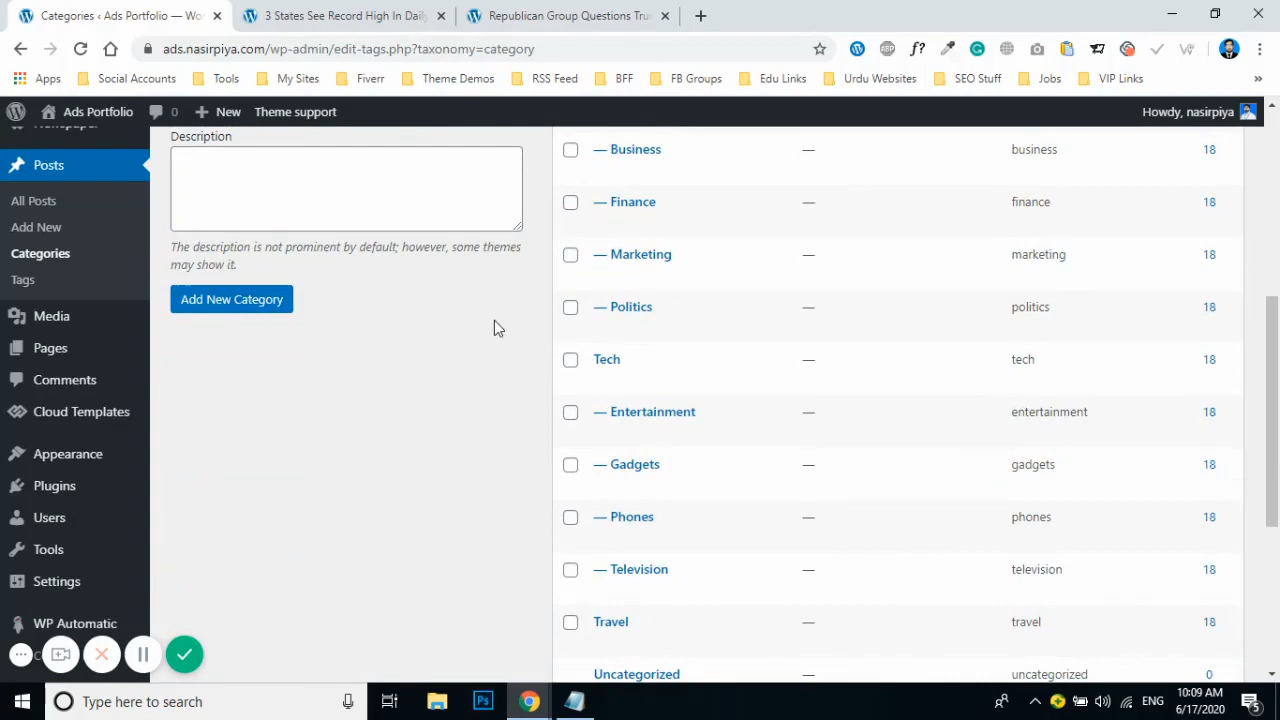 Categories ‹ Ads Portfolio — Wo
3 States See Record High In Daily
Republican Group Questions Tru
ads.nasirpiya.com/wp-admin/edit-tags.php?taxonomy=category
Apps
Social Accounts
Tools
My Sites
Fiverr
Theme Demos
RSS Feed
BFF
FB Groups
Edu Links
Urdu Websites
SEO Stuff
Jobs
VIP Links
Ads Portfolio
0
New
Theme support
Howdy, nasirpiya
Posts
All Posts
Add New
Categories
Tags
Media
Pages
Comments
Cloud Templates
Appearance
Plugins
Users
Tools
Settings
WP Automatic
Description
The description is not prominent by default; however, some themes
may show it.
Add New Category
— Business — business 18
— Finance — finance 18
— Marketing — marketing 18
— Politics — politics 18
Tech — tech 18
— Entertainment — entertainment 18
— Gadgets — gadgets 18
— Phones — phones 18
— Television — television 18
Travel — travel 18
Uncategorized — uncategorized 0
Type here to search
Ps
ENG
10:09 AM
6/17/2020
5